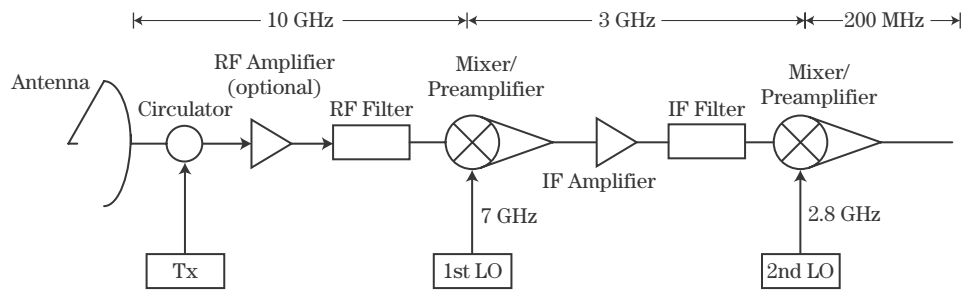 10 GHz
3 GHz
200 MHz
Antenna
RF Amplifier
(optional)
Circulator
RF Filter
Mixer/
Preamplifier
IF Amplifier
IF Filter
Mixer/
Preamplifier
7 GHz
2.8 GHz
Tx
1st LO
2nd LO